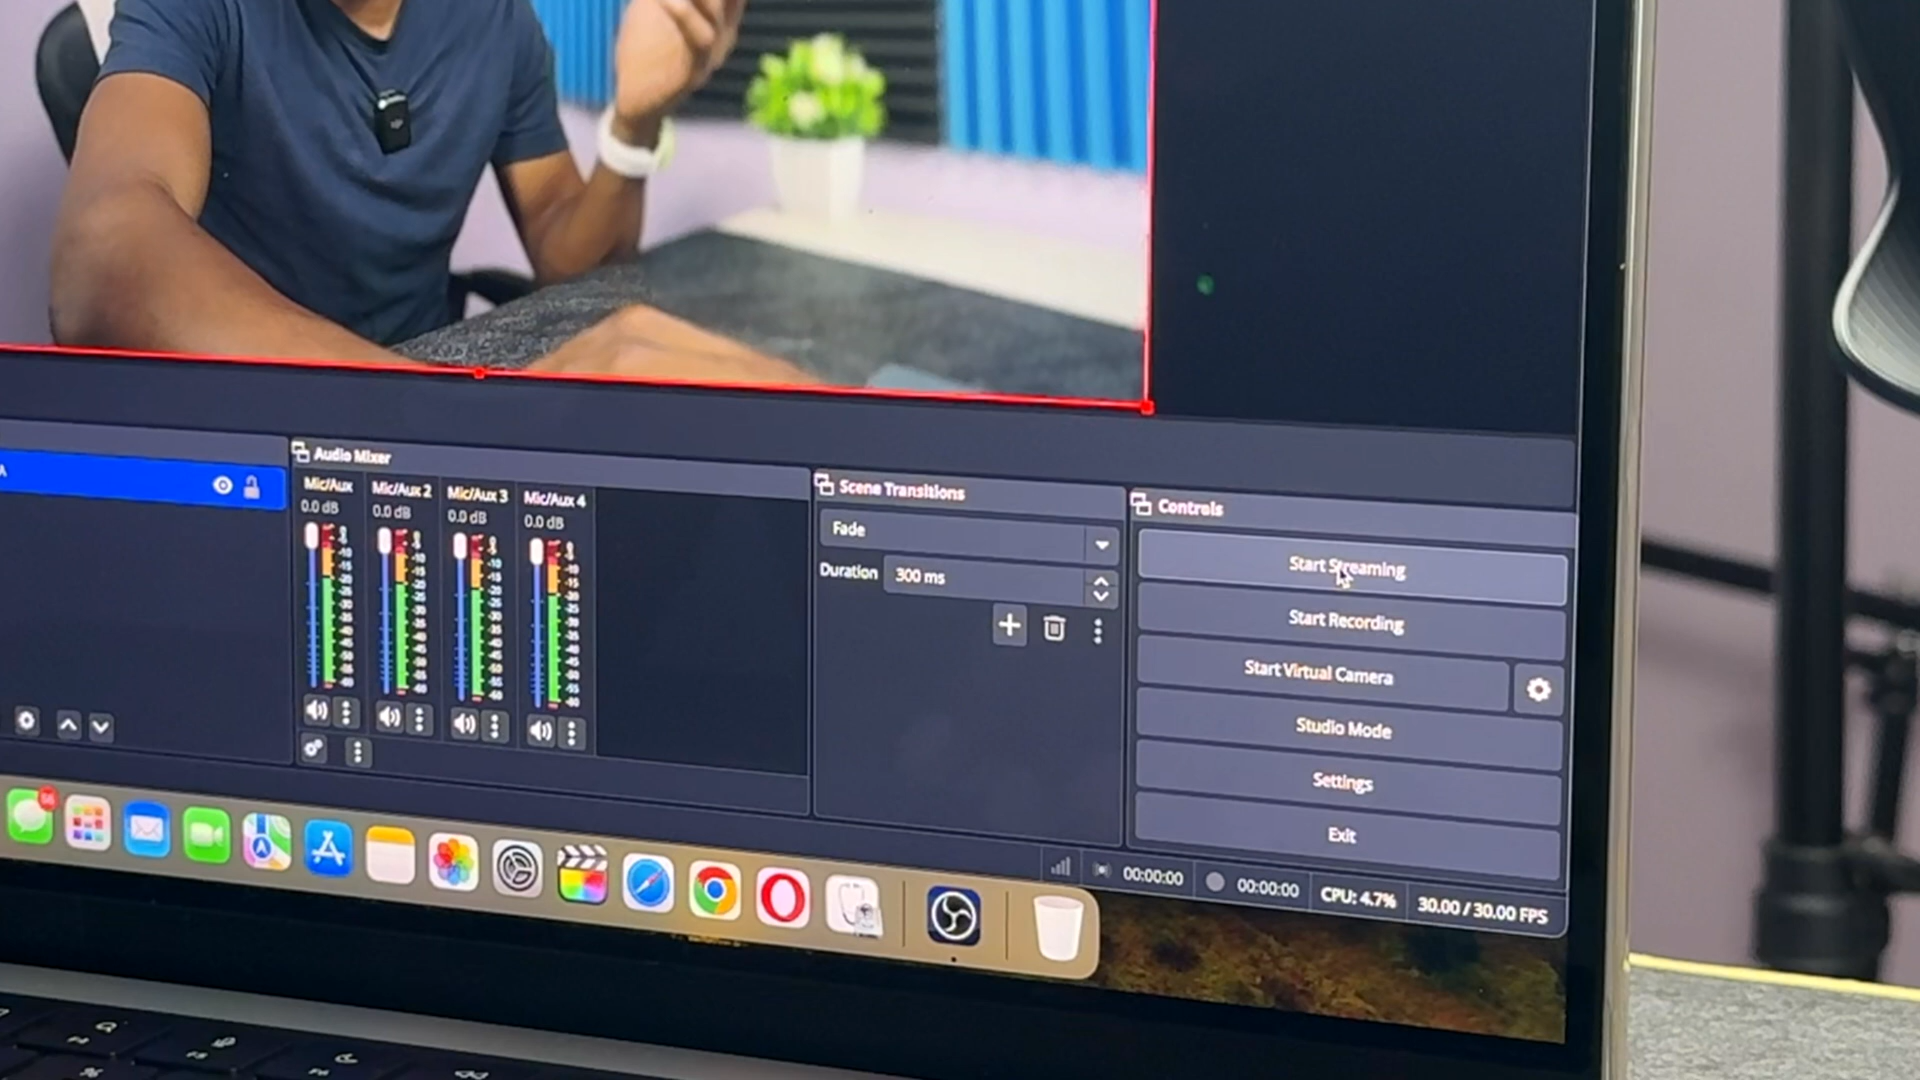 A
Audio Mixer
Mic/Aux
0.0 dB
Mic/Aux 2
0.0 dB
Mic/Aux 3
0.0 dB
Mic/Aux 4
0.0 dB
Scene Transitions
Fade
Duration
300 ms
Controls
Start Streaming
Start Recording
Start Virtual Camera
Studio Mode
Settings
Exit
00:00:00
00:00:00
CPU: 4.7%
30.00 / 30.00 FPS